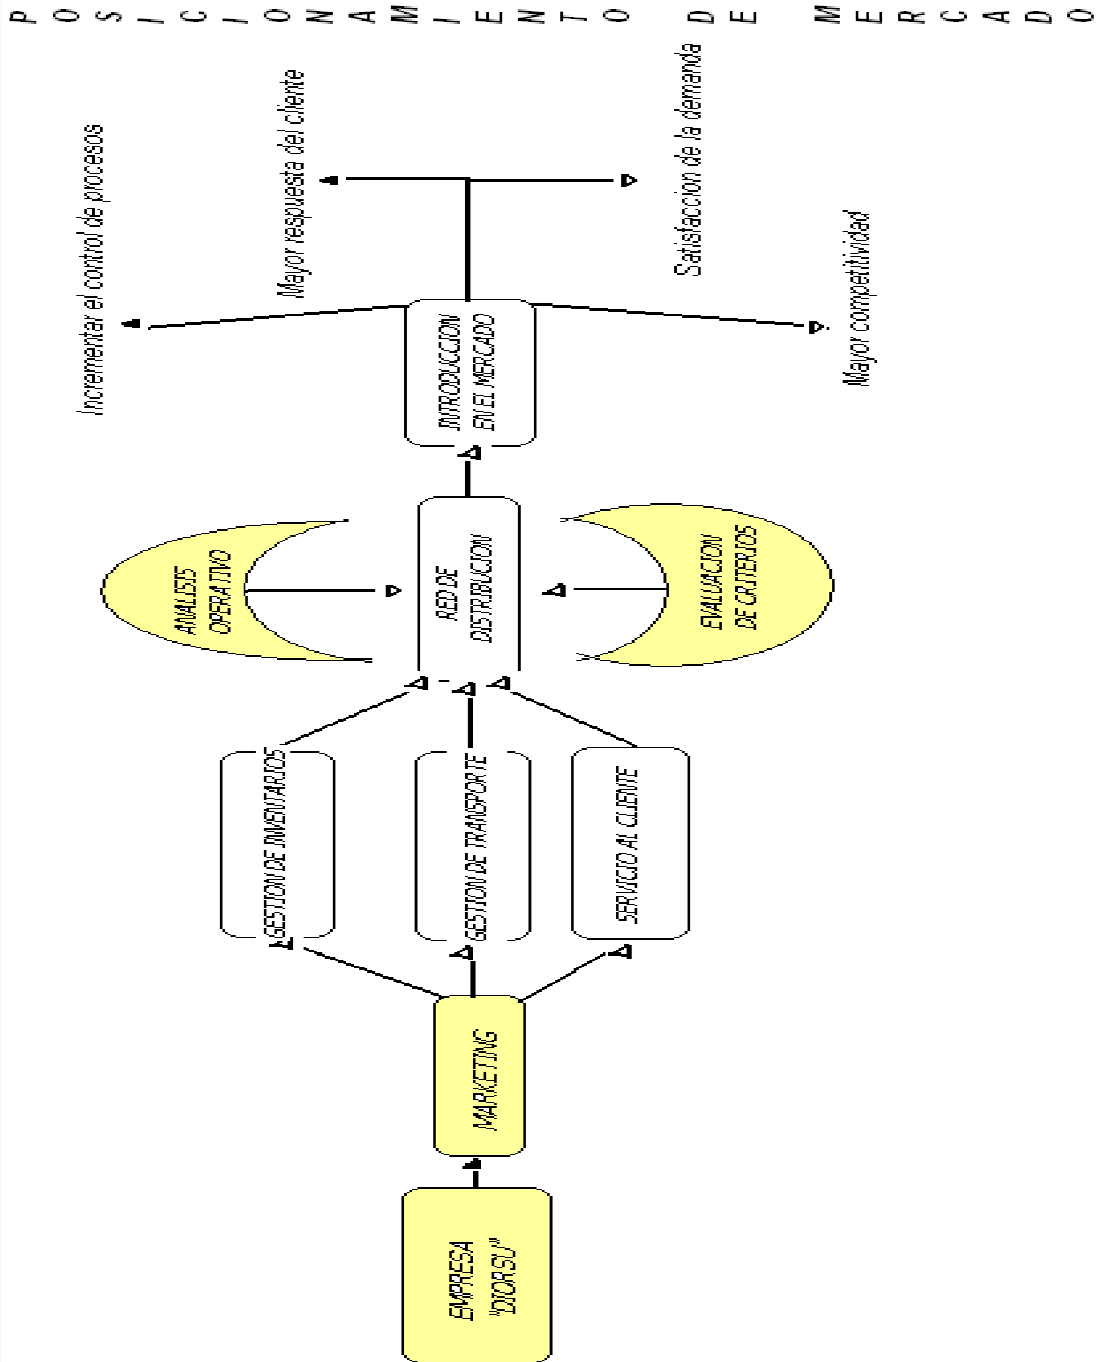 EMPRESA
"DIORSU"
MARKETING
GESTION DE INVENTARIOS
GESTION DE TRANSPORTE
SERVICIO AL CLIENTE
ANALISIS
OPERATIVO
RED DE
DISTRIBUCION
EVALUACION
DE CRITERIOS
INTRODUCCION
EN EL MERCADO
Incrementar el control de procesos
Mayor respuesta del cliente
Satisfaccion de la demanda
Mayor competitividad
POSICIONAMIENTO DE MERCADO